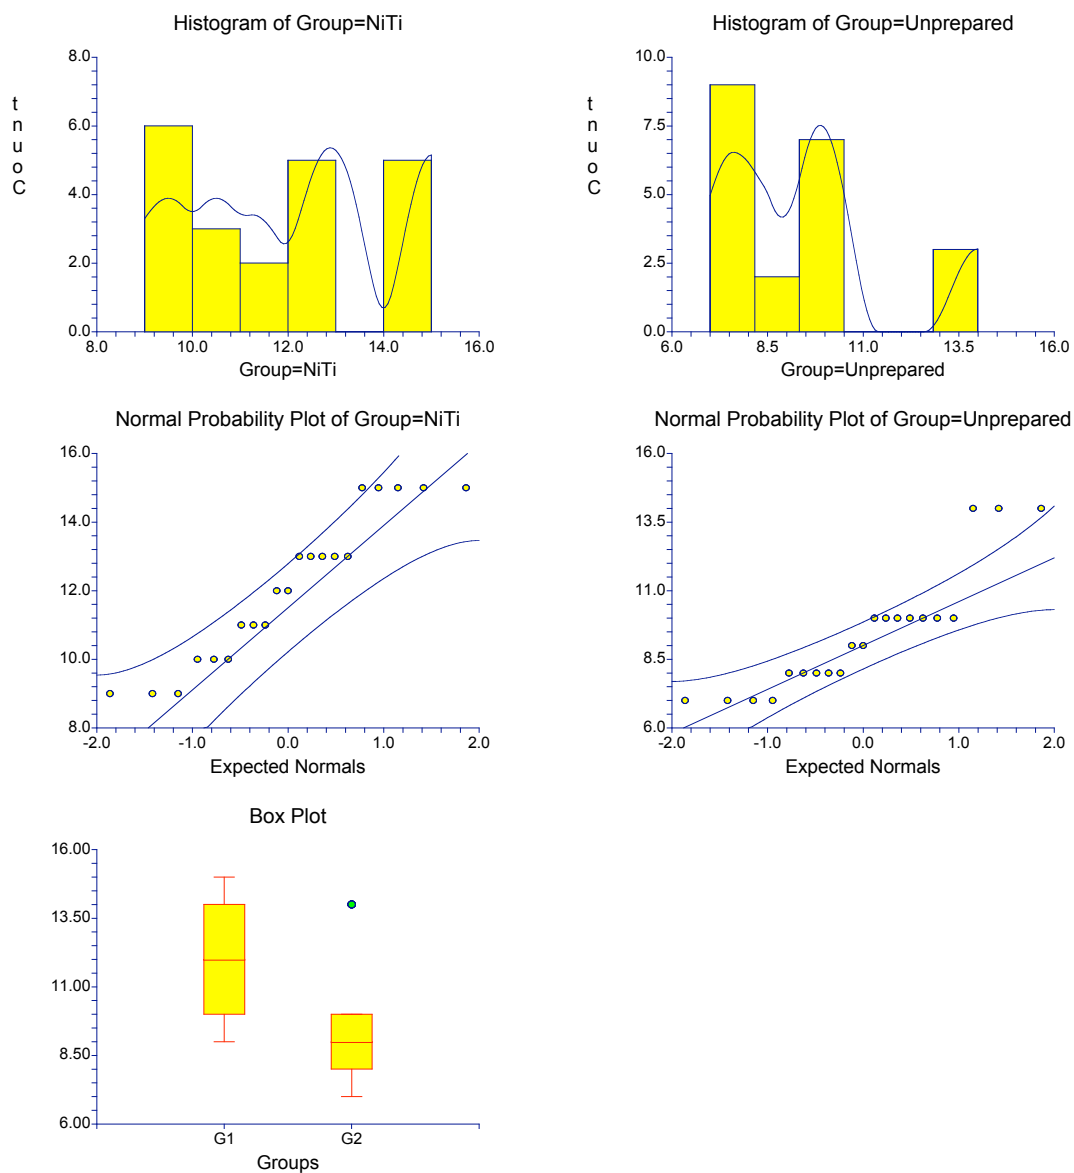 Histogram of Group=NiTi
8.0
6.0
4.0
2.0
0.0
t
n
u
o
C
8.0 10.0 12.0 14.0 16.0
Group=NiTi
Histogram of Group=Unprepared
10.0
7.5
5.0
2.5
0.0
t
n
u
o
C
6.0 8.5 11.0 13.5 16.0
Group=Unprepared
Normal Probability Plot of Group=NiTi
16.0
14.0
12.0
10.0
8.0
-2.0 -1.0 0.0 1.0 2.0
Expected Normals
Normal Probability Plot of Group=Unprepared
16.0
13.5
11.0
8.5
6.0
-2.0 -1.0 0.0 1.0 2.0
Expected Normals
Box Plot
16.00
13.50
11.00
8.50
6.00
G1 G2
Groups